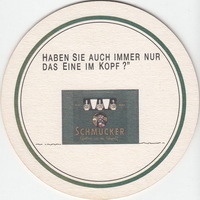 HABEN SIE AUCH IMMER NUR
DAS EINE IM KOPF?"
SCHMUCKER